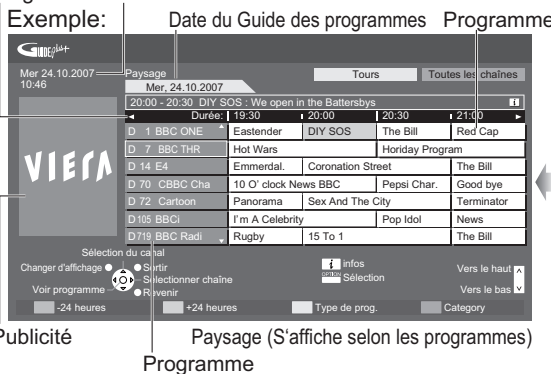 Exemple:
Date du Guide des programmes
Programme
GUIDEPlus+
Mer 24.10.2007
10:46
Paysage
Mer, 24.10.2007
Tours
Toutes les chaînes
20:00 - 20:30 DIY SOS : We open in the Battersbys i
Durée: 19:30 20:00 20:30 21:00
D 1 BBC ONE Eastender DIY SOS The Bill Red Cap
D 7 BBC THR Hot Wars Horiday Program
D 14 E4 Emmerdal. Coronation Street The Bill
D 70 CBBC Cha 10 O' clock News BBC Pepsi Char. Good bye
D 72 Cartoon Panorama Sex And The City Terminator
D 105 BBCi I'm A Celebrity Pop Idol News
D719 BBC Radi Rugby 15 To 1 The Bill
VIERA
Sélection du canal
Changer d'affichage
Sortir
Sélectionner chaîne
Voir programme
Revenir
i infos
OPTION Sélection
Vers le haut
Vers le bas
-24 heures
+24 heures
Type de prog.
Category
Publicité
Paysage (S'affiche selon les programmes)
Programme